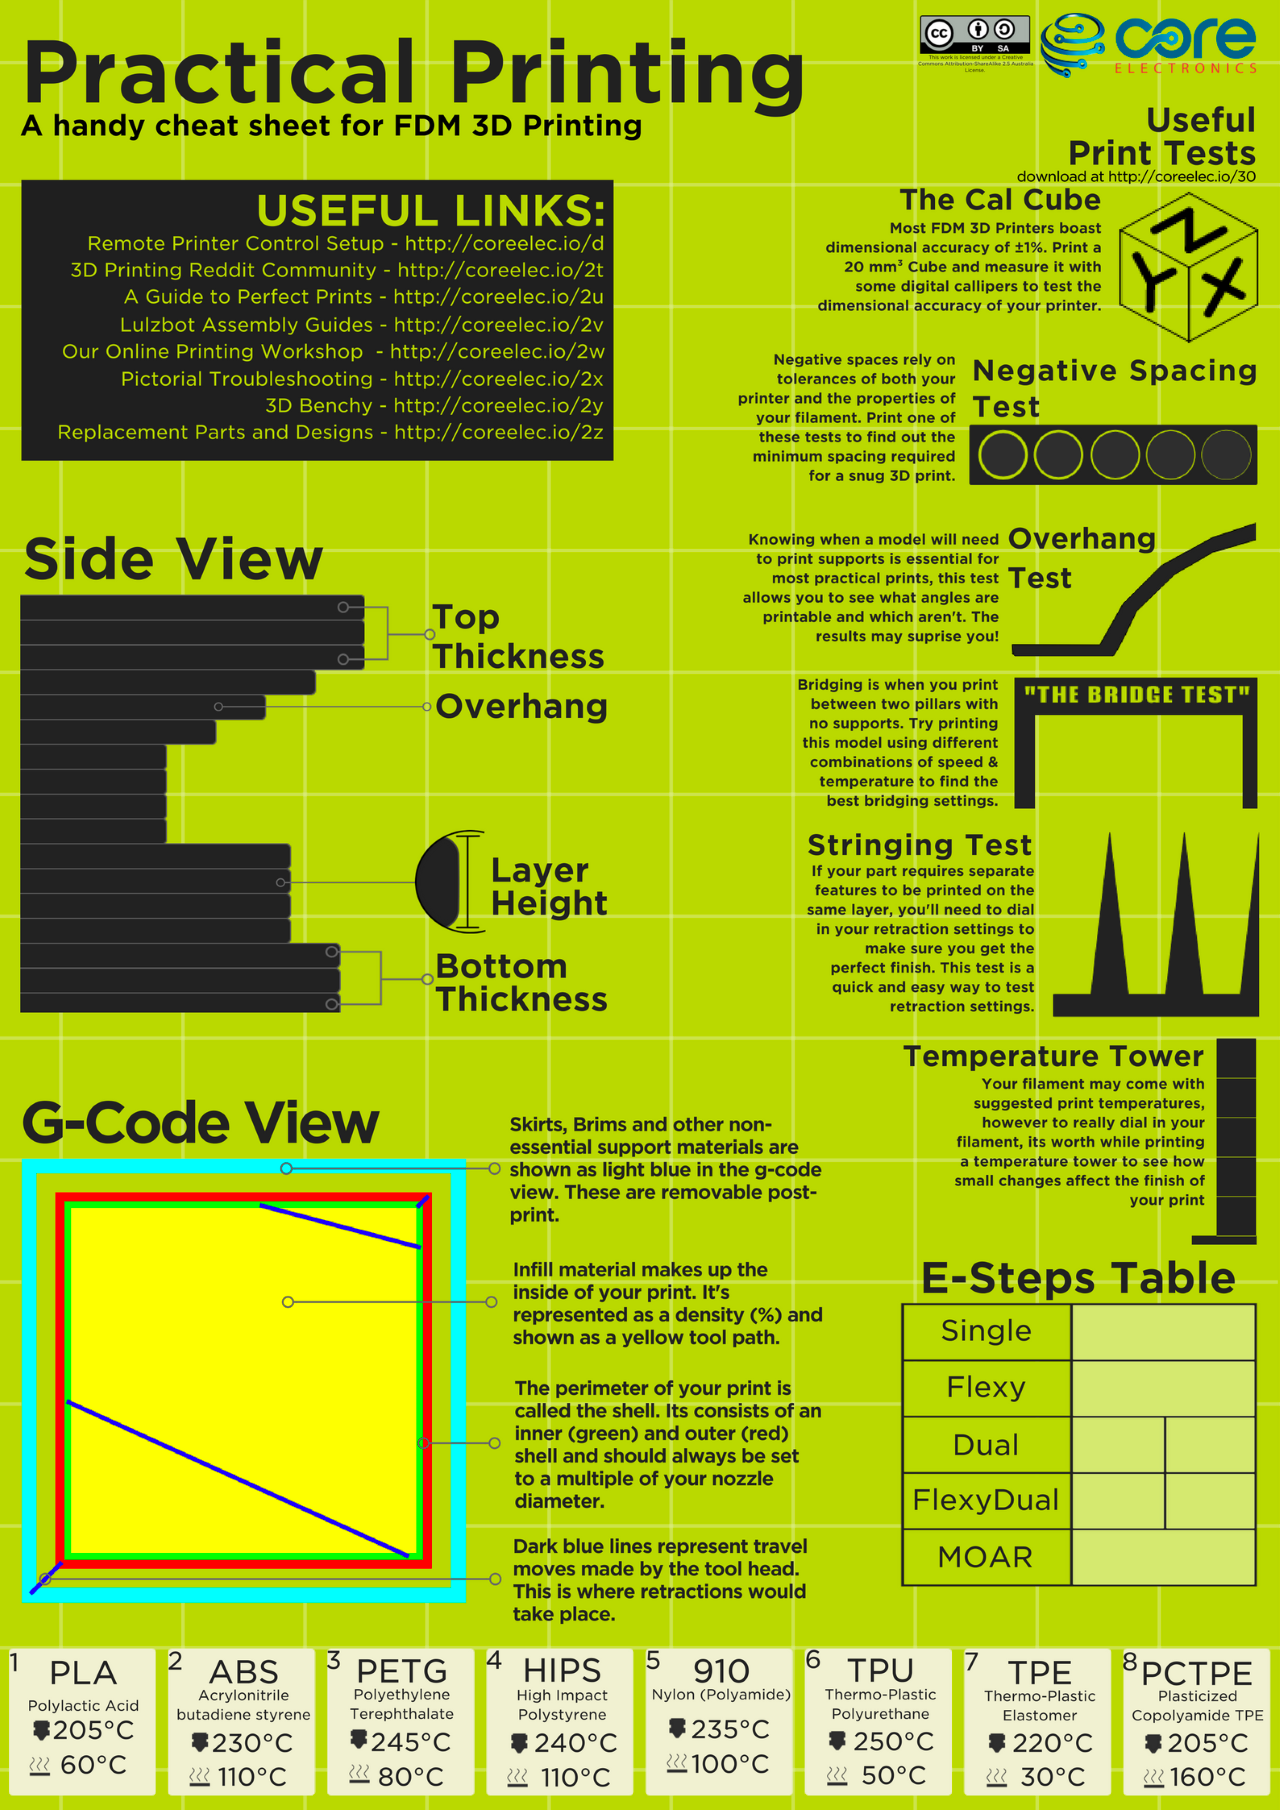 Practical Printing
A handy cheat sheet for FDM 3D Printing
cc
BY SA
This work is licensed under a Creative
Commons Attribution-ShareAlike 2.5 Australia
License.
core
ELECTRONICS
USEFUL LINKS:
Remote Printer Control Setup - http://coreelec.io/d
3D Printing Reddit Community - http://coreelec.io/2t
A Guide to Perfect Prints - http://coreelec.io/2u
Lulzbot Assembly Guides - http://coreelec.io/2v
Our Online Printing Workshop - http://coreelec.io/2w
Pictorial Troubleshooting - http://coreelec.io/2x
3D Benchy - http://coreelec.io/2y
Replacement Parts and Designs - http://coreelec.io/2z
Useful
Print Tests
download at http://coreelec.io/30
The Cal Cube
Most FDM 3D Printers boast
dimensional accuracy of ±1%. Print a
20 mm³ Cube and measure it with
some digital callipers to test the
dimensional accuracy of your printer.
Z
Y X
Negative Spacing
Test
Negative spaces rely on
tolerances of both your
printer and the properties of
your filament. Print one of
these tests to find out the
minimum spacing required
for a snug 3D print.
Overhang
Test
Knowing when a model will need
to print supports is essential for
most practical prints, this test
allows you to see what angles are
printable and which aren't. The
results may suprise you!
Bridging is when you print
between two pillars with
no supports. Try printing
this model using different
combinations of speed &
temperature to find the
best bridging settings.
"THE BRIDGE TEST"
Stringing Test
If your part requires separate
features to be printed on the
same layer, you'll need to dial
in your retraction settings to
make sure you get the
perfect finish. This test is a
quick and easy way to test
retraction settings.
Temperature Tower
Your filament may come with
suggested print temperatures,
however to really dial in your
filament, its worth while printing
a temperature tower to see how
small changes affect the finish of
your print
Side View
Top
Thickness
Overhang
Layer
Height
Bottom
Thickness
G-Code View
Skirts, Brims and other non-
essential support materials are
shown as light blue in the g-code
view. These are removable post-
print.
Infill material makes up the
inside of your print. It's
represented as a density (%) and
shown as a yellow tool path.
The perimeter of your print is
called the shell. Its consists of an
inner (green) and outer (red)
shell and should always be set
to a multiple of your nozzle
diameter.
Dark blue lines represent travel
moves made by the tool head.
This is where retractions would
take place.
E-Steps Table
Single
Flexy
Dual
FlexyDual
MOAR
1
PLA
Polylactic Acid
205°C
60°C
2
ABS
Acrylonitrile
butadiene styrene
230°C
110°C
3
PETG
Polyethylene
Terephthalate
245°C
80°C
4
HIPS
High Impact
Polystyrene
240°C
110°C
5
910
Nylon (Polyamide)
235°C
100°C
6
TPU
Thermo-Plastic
Polyurethane
250°C
50°C
7
TPE
Thermo-Plastic
Elastomer
220°C
30°C
8
PCTPE
Plasticized
Copolyamide TPE
205°C
160°C